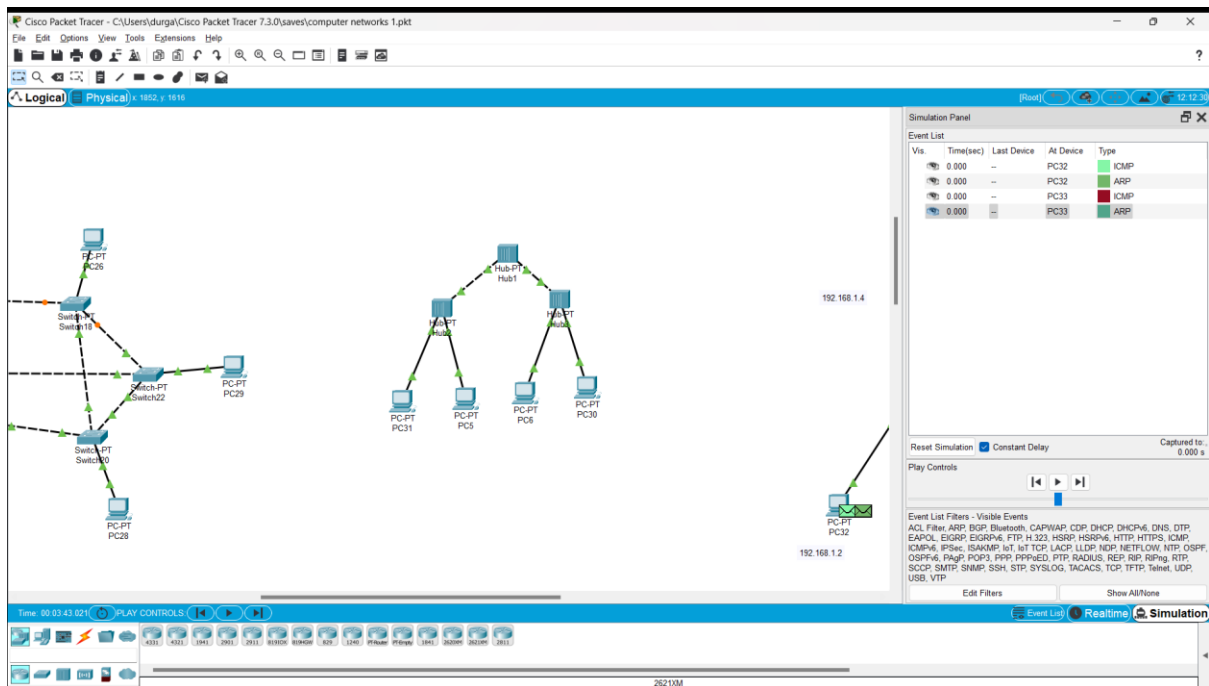 Cisco Packet Tracer - C:\Users\durga\Cisco Packet Tracer 7.3.0\saves\computer networks 1.pkt
File Edit Options View Tools Extensions Help
?
Logical Physical x: 1852, y: 1616 [Root] 12:12:30
Simulation Panel
Event List
Vis. Time(sec) Last Device At Device Type
0.000 -- PC32 ICMP
0.000 -- PC32 ARP
0.000 -- PC33 ICMP
0.000 -- PC33 ARP
PC-PT
PC26
Switch-PT
Switch18
Switch-PT
Switch22
PC-PT
PC29
Switch-PT
Switch20
PC-PT
PC28
Hub-PT
Hub1
Hub-PT
Hub-PT
PC-PT
PC31
PC-PT
PC5
PC-PT
PC6
PC-PT
PC30
192.168.1.4
PC-PT
PC32
192.168.1.2
Reset Simulation Constant Delay Captured to:
0.000 s
Play Controls
Event List Filters - Visible Events
ACL Filter, ARP, BGP, Bluetooth, CAPWAP, CDP, DHCP, DHCPv6, DNS, DTP,
EAPOL, EIGRP, EIGRPv6, FTP, H.323, HSRP, HSRPv6, HTTP, HTTPS, ICMP,
ICMPv6, IPSec, ISAKMP, IoT, IoT TCP, LACP, LLDP, NDP, NETFLOW, NTP, OSPF,
OSPFv6, PAgP, POP3, PPP, PPPoED, PTP, RADIUS, REP, RIP, RIPng, RTP,
SCCP, SMTP, SNMP, SSH, STP, SYSLOG, TACACS, TCP, TFTP, Telnet, UDP,
USB, VTP
Edit Filters Show All/None
Time: 00:03:43.021 PLAY CONTROLS: Event List Realtime Simulation
4331 4321 1941 2901 2911 819IOX 819HGW 829 1240 PT-Router PT-Empty 1841 2620XM 2621XM 2811
2621XM